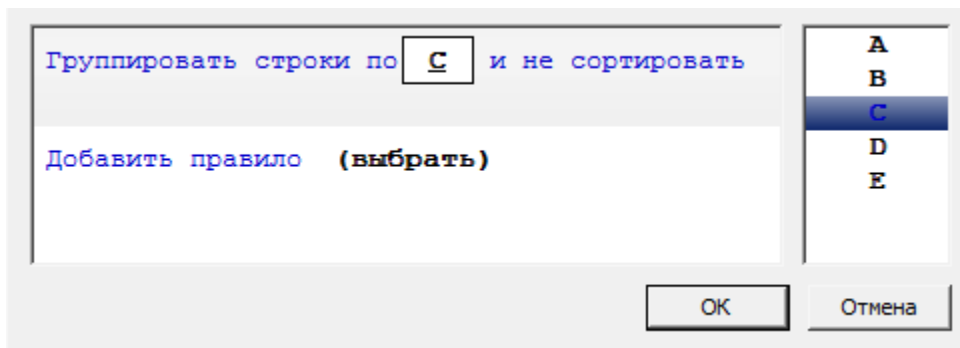 Группировать строки по C и не сортировать
Добавить правило (выбрать)
A
B
C
D
E
OK
Отмена